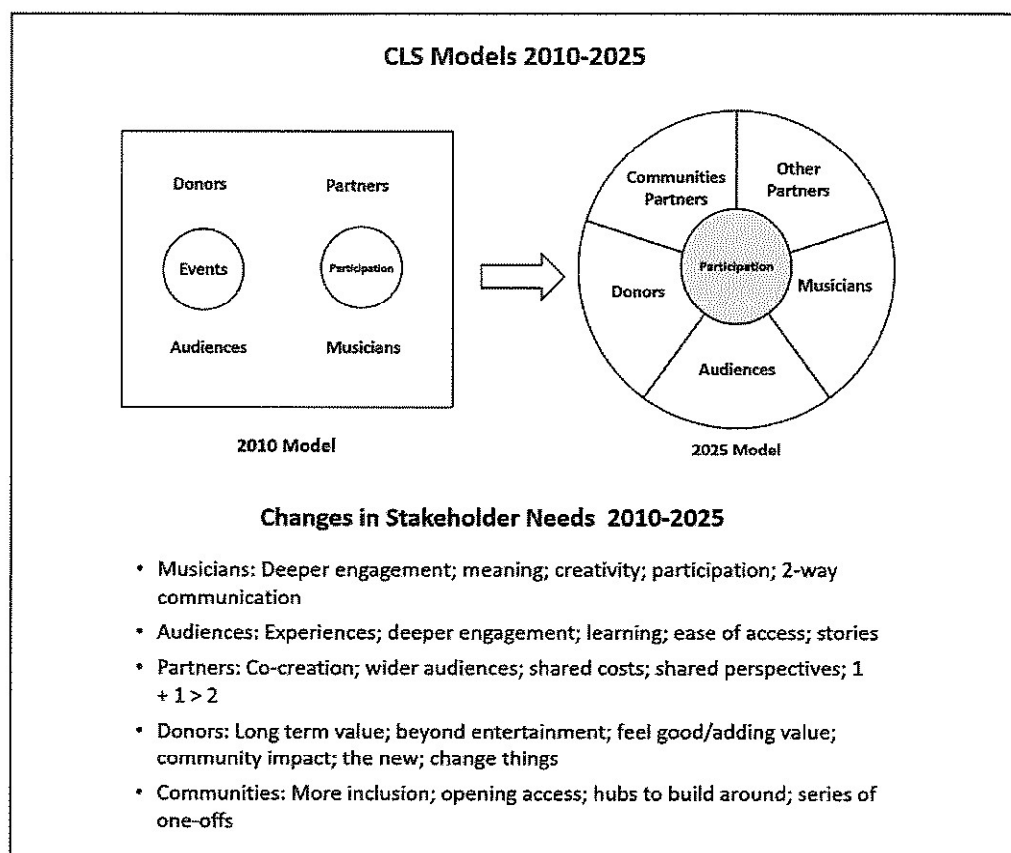 CLS Models 2010-2025
Donors
Partners
Events
Participation
Audiences
Musicians
2010 Model
Communities
Partners
Other
Partners
Participation
Donors
Musicians
Audiences
2025 Model
Changes in Stakeholder Needs 2010-2025
• Musicians: Deeper engagement; meaning; creativity; participation; 2-way
communication
• Audiences: Experiences; deeper engagement; learning; ease of access; stories
• Partners: Co-creation; wider audiences; shared costs; shared perspectives; 1
+ 1 > 2
• Donors: Long term value; beyond entertainment; feel good/adding value;
community impact; the new; change things
• Communities: More inclusion; opening access; hubs to build around; series of
one-offs